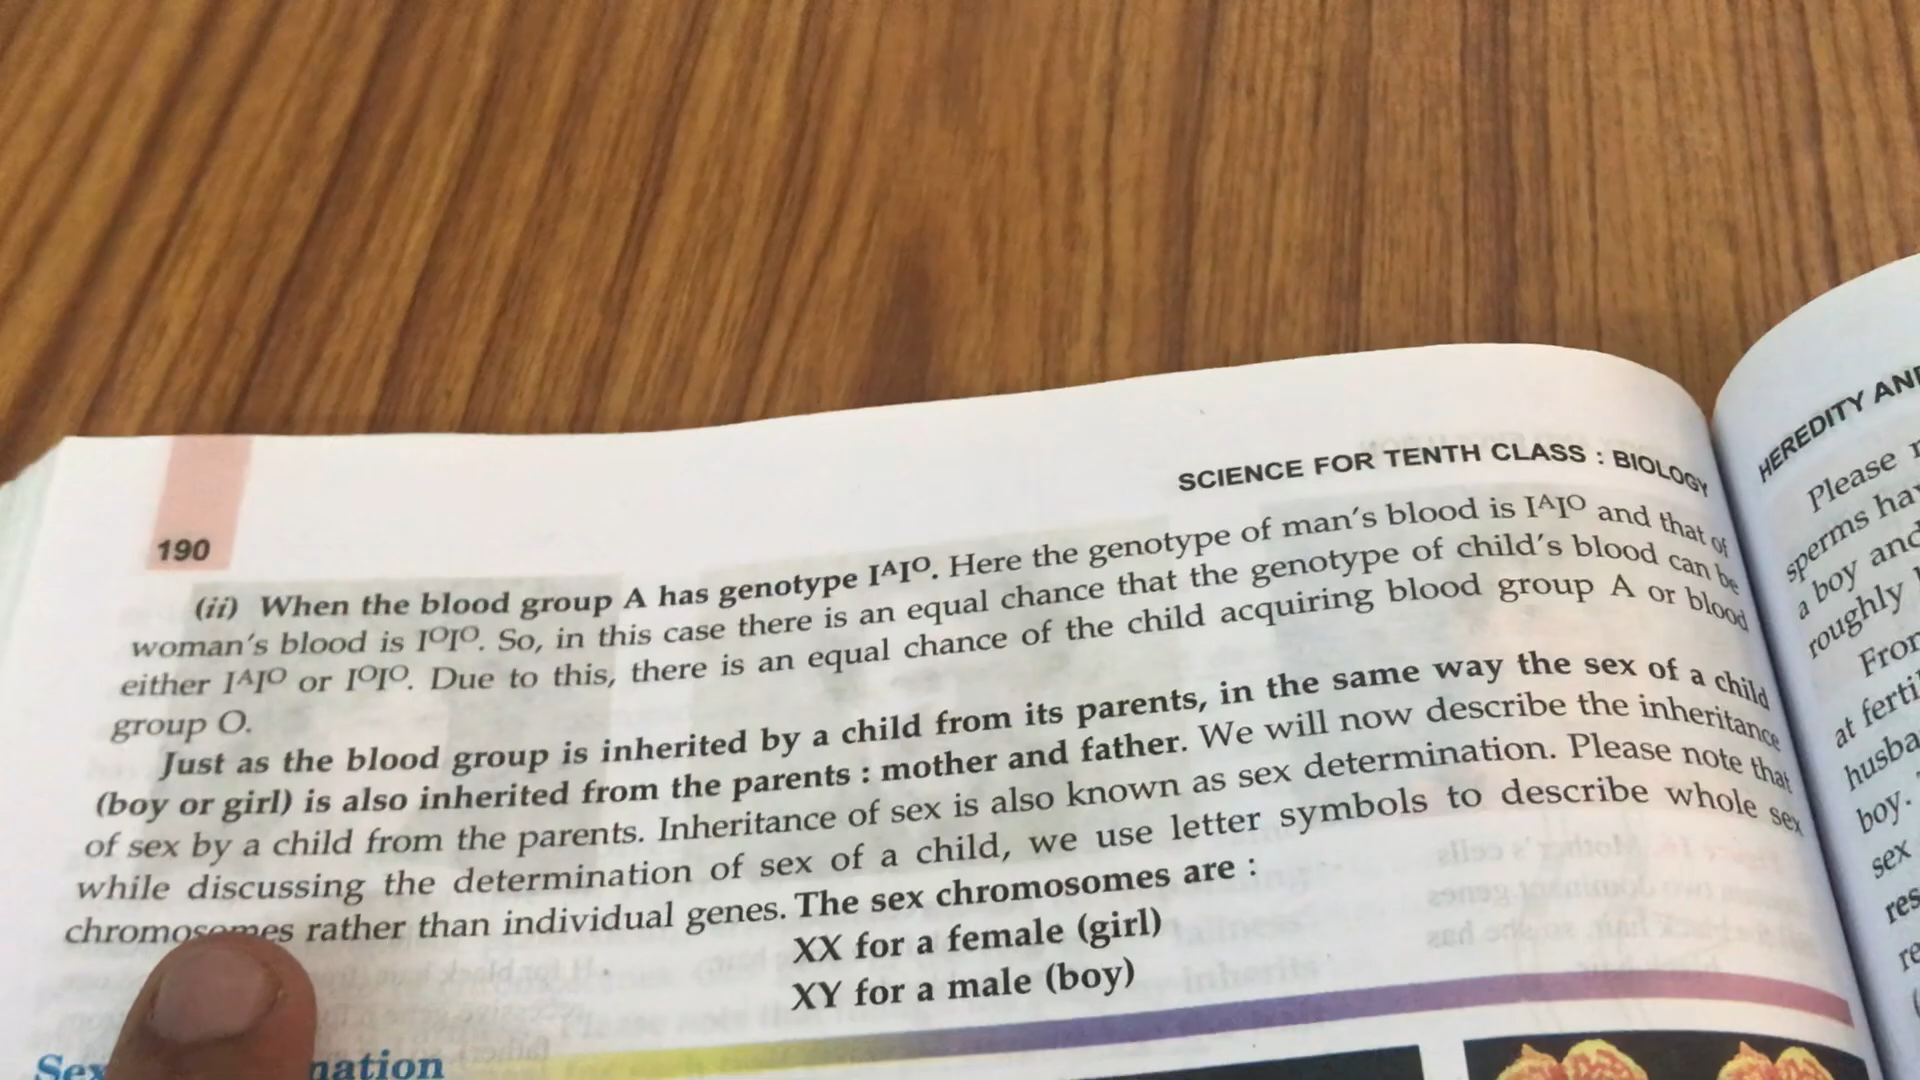 SCIENCE FOR TENTH CLASS : BIOLOGY
190
(ii) When the blood group A has genotype IᴬIᴼ. Here the genotype of man's blood is IᴬIᴼ and that of
woman's blood is IᴼIᴼ. So, in this case there is an equal chance that the genotype of child's blood can be
either IᴬIᴼ or IᴼIᴼ. Due to this, there is an equal chance of the child acquiring blood group A or blood
group O.
Just as the blood group is inherited by a child from its parents, in the same way the sex of a child
(boy or girl) is also inherited from the parents : mother and father. We will now describe the inheritance
of sex by a child from the parents. Inheritance of sex is also known as sex determination. Please note that
while discussing the determination of sex of a child, we use letter symbols to describe whole sex
chromosomes rather than individual genes. The sex chromosomes are :
XX for a female (girl)
XY for a male (boy)
HEREDITY AND
Please
sperms
a boy and
roughly
From
at
boy.
sex